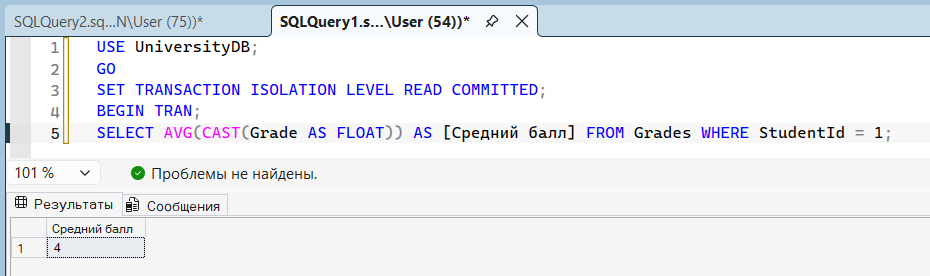 SQLQuery2.sq...N\User (75))*
SQLQuery1.s...\User (54))*
1 USE UniversityDB;
2 GO
3 SET TRANSACTION ISOLATION LEVEL READ COMMITTED;
4 BEGIN TRAN;
5 SELECT AVG(CAST(Grade AS FLOAT)) AS [Средний балл] FROM Grades WHERE StudentId = 1;
101 %
Проблемы не найдены.
Результаты
Сообщения
Средний балл
1 4